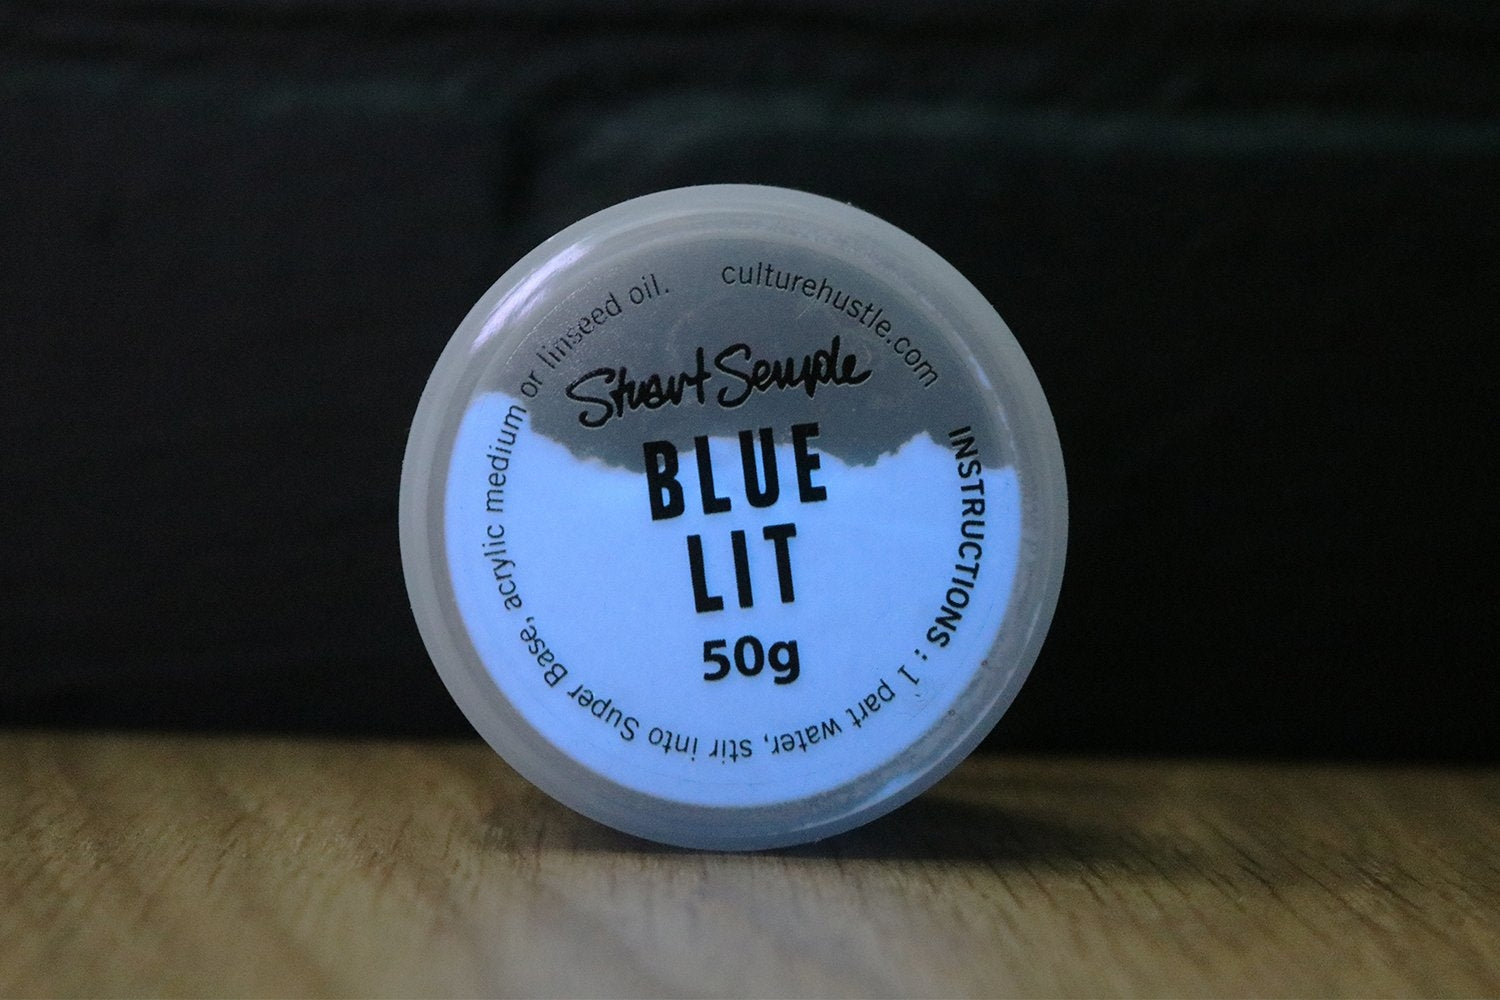 culturehustle.com
Stuart Semple
BLUE
LIT
50g
INSTRUCTIONS : 1 part water, stir into Super Base, acrylic medium or linseed oil.